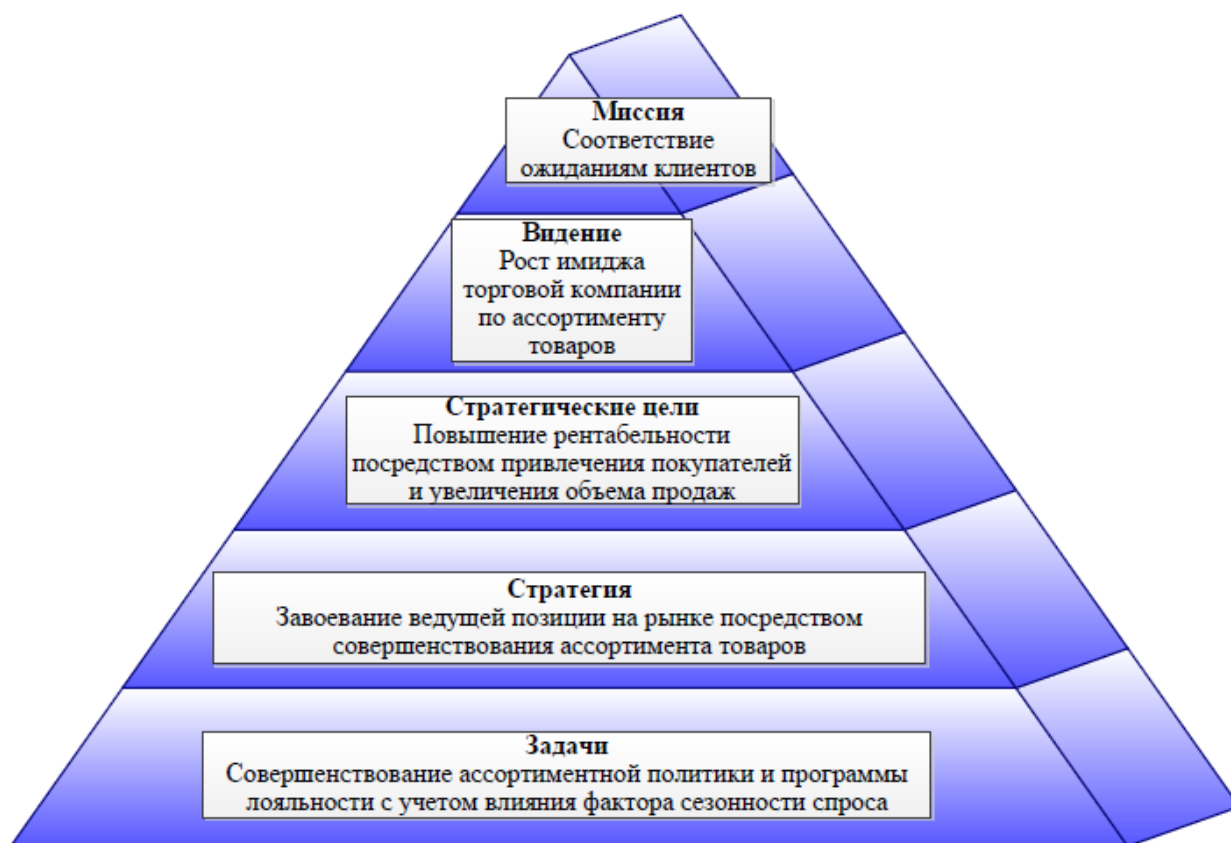 Миссия
Соответствие
ожиданиям клиентов
Видение
Рост имиджа
торговой компании
по ассортименту
товаров
Стратегические цели
Повышение рентабельности
посредством привлечения покупателей
и увеличения объема продаж
Стратегия
Завоевание ведущей позиции на рынке посредством
совершенствования ассортимента товаров
Задачи
Совершенствование ассортиментной политики и программы
лояльности с учетом влияния фактора сезонности спроса